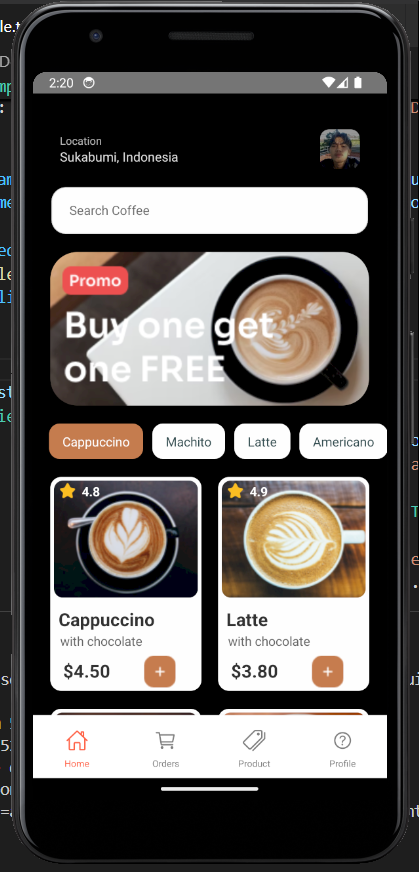 2:20
Location
Sukabumi, Indonesia
Search Coffee
Promo
Buy one get
one FREE
Cappuccino
Machito
Latte
Americano
4.8
4.9
Cappuccino
with chocolate
$4.50
+
Latte
with chocolate
$3.80
+
Home
Orders
Product
Profile